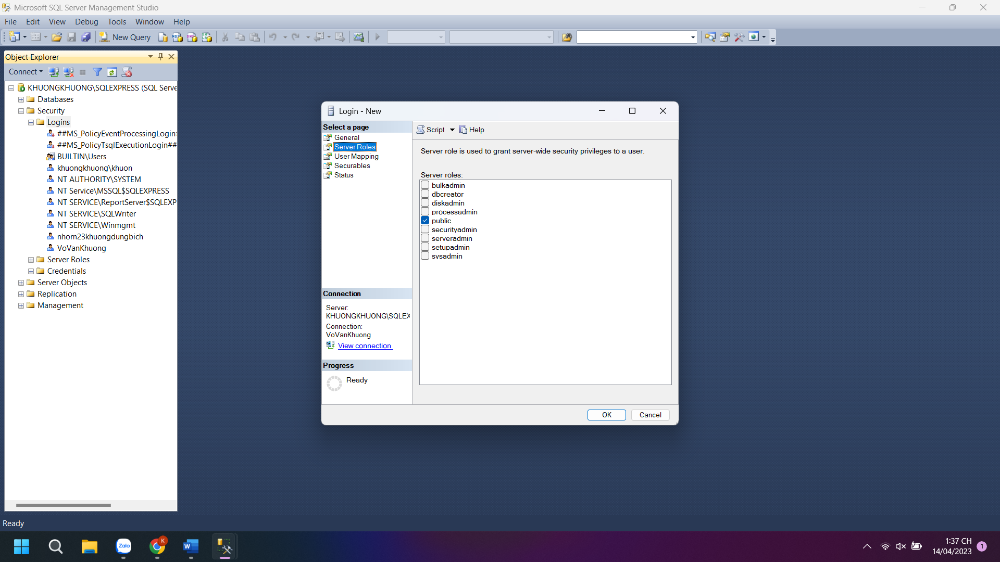 Microsoft SQL Server Management Studio
File Edit View Debug Tools Window Help
New Query
Object Explorer
Connect
KHUONGKHUONG\SQLEXPRESS (SQL Serve
Databases
Security
Logins
##MS_PolicyEventProcessingLogin#
##MS_PolicyTsqlExecutionLogin##
BUILTIN\Users
khuongkhuong\khuon
NT AUTHORITY\SYSTEM
NT Service\MSSQL$SQLEXPRESS
NT SERVICE\ReportServer$SQLEXP
NT SERVICE\SQLWriter
NT SERVICE\Winmgmt
nhom23khuongdungbich
VoVanKhuong
Server Roles
Credentials
Server Objects
Replication
Management
Login - New
Select a page
General
Server Roles
User Mapping
Securables
Status
Script Help
Server role is used to grant server-wide security privileges to a user.
Server roles:
bulkadmin
dbcreator
diskadmin
processadmin
public
securityadmin
serveradmin
setupadmin
sysadmin
Connection
Server:
KHUONGKHUONG\SQLEX
Connection:
VoVanKhuong
View connection
Progress
Ready
OK Cancel
Ready
Zalo
K
W
1:37 CH
14/04/2023
1